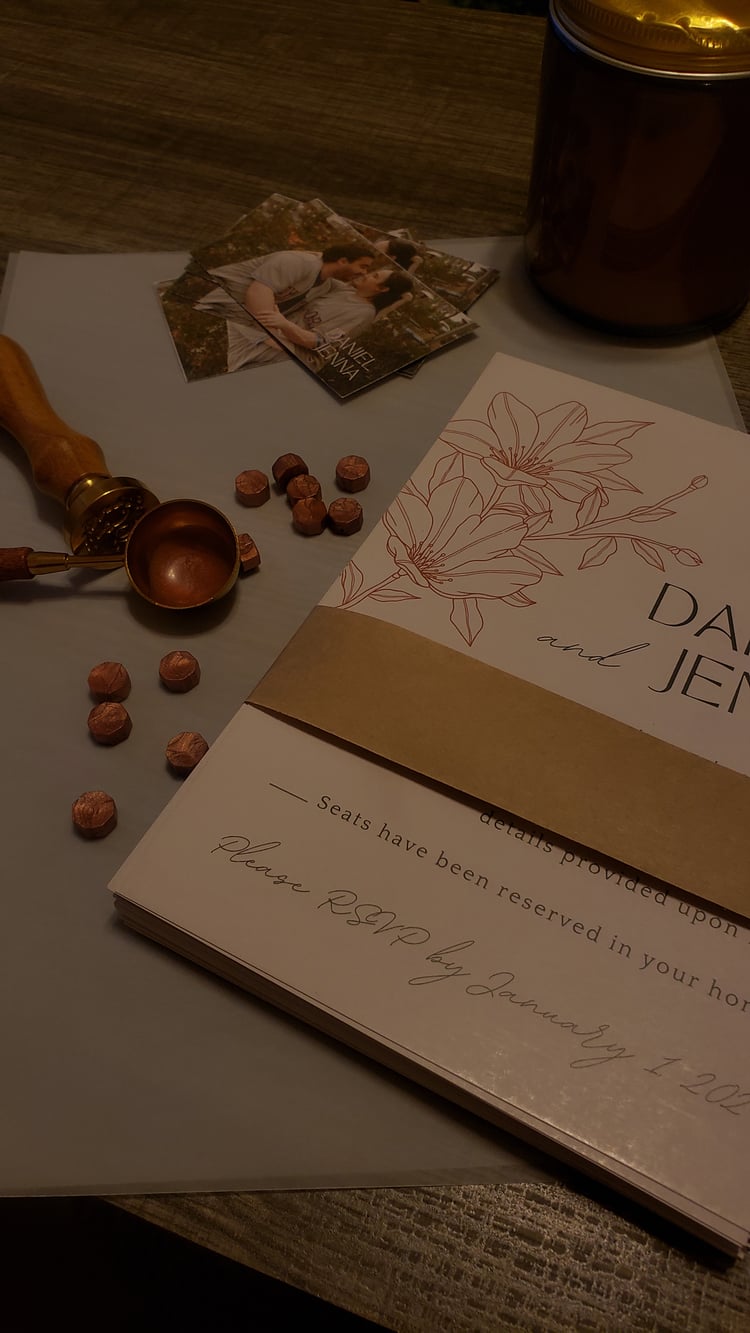 DANIEL
JENNA
DA
and
JEN
details provided upon
Seats have been reserved in your hon
Please RSVP by January 1 202